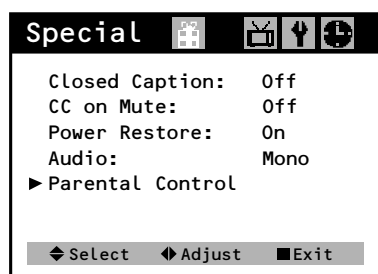 Special
Closed Caption: Off
CC on Mute: Off
Power Restore: On
Audio: Mono
Parental Control
Select Adjust Exit